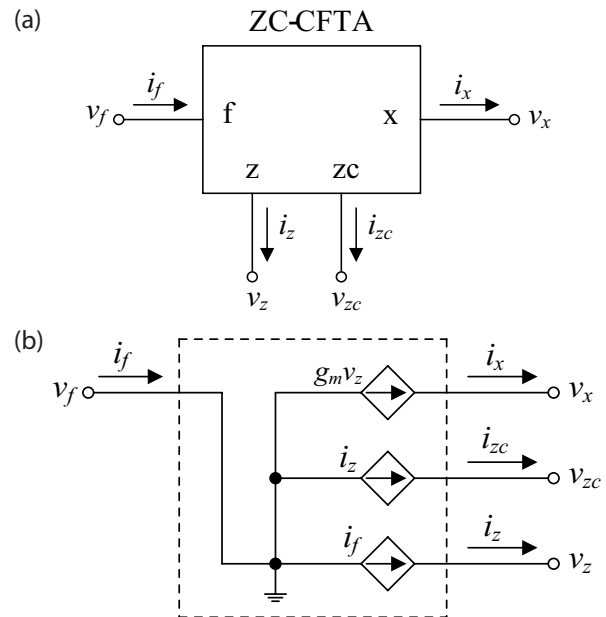 (a)
ZC-CFTA
i_f
i_x
v_f
f
x
v_x
z
zc
i_z
i_zc
v_z
v_zc
(b)
i_f
g_m v_z
i_x
v_f
v_x
i_z
i_zc
v_zc
i_f
i_z
v_z